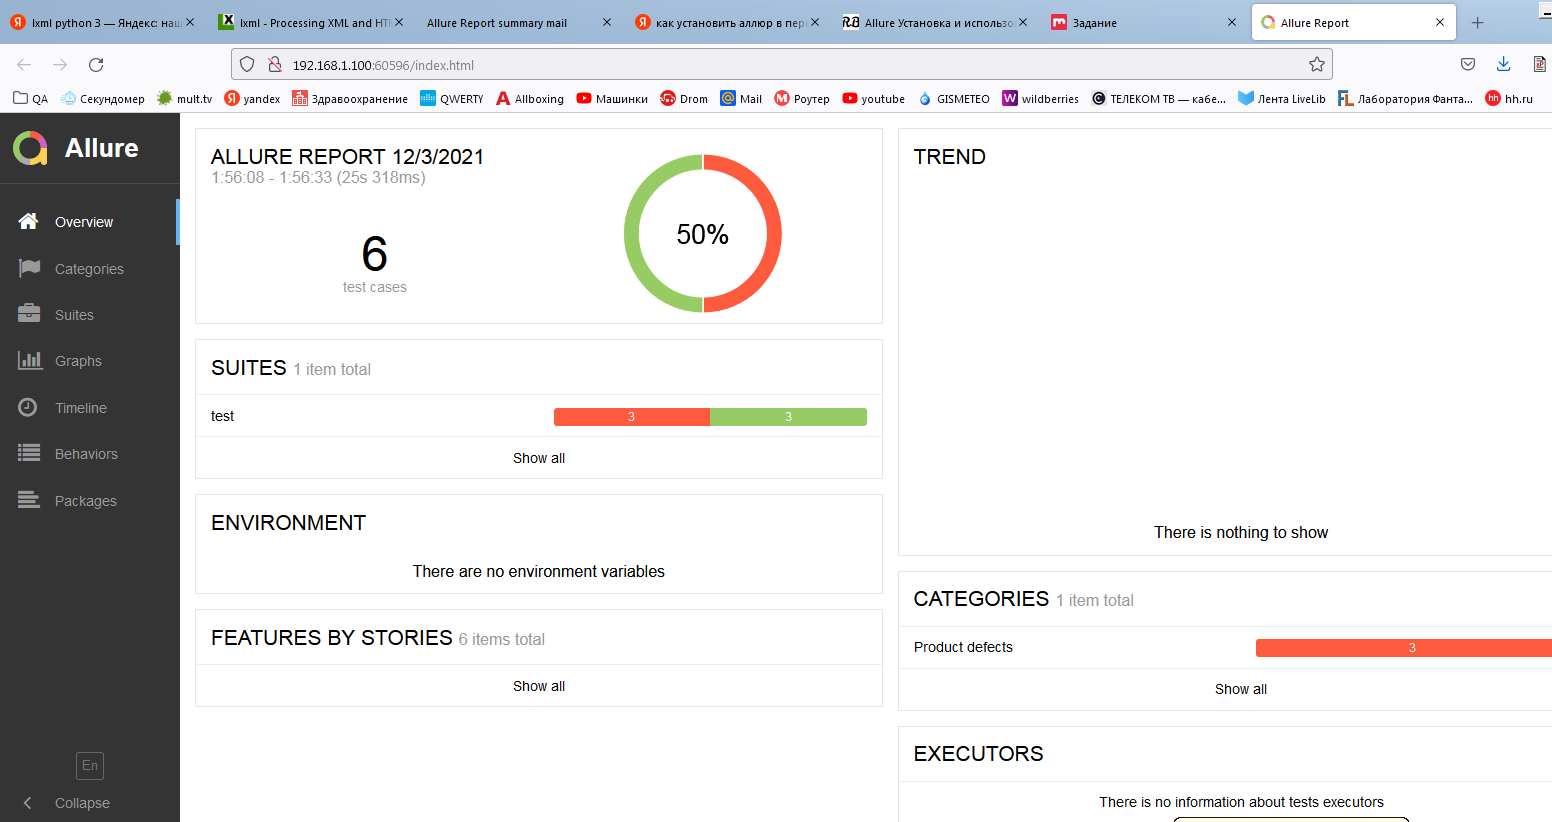 lxml python 3 — Яндекс: наш
lxml - Processing XML and HTM
Allure Report summary mail
как установить аллюр в пер
Allure Установка и использо
Задание
Allure Report
192.168.1.100:60596/index.html
QA
Секундомер
mult.tv
yandex
Здравоохранение
QWERTY
Allboxing
Машинки
Drom
Mail
Роутер
youtube
GISMETEO
wildberries
ТЕЛЕКОМ ТВ — кабе...
Лента LiveLib
Лаборатория Фанта...
hh.ru
Allure
Overview
Categories
Suites
Graphs
Timeline
Behaviors
Packages
En
Collapse
ALLURE REPORT 12/3/2021
1:56:08 - 1:56:33 (25s 318ms)
6
test cases
50%
SUITES 1 item total
test
3
3
Show all
ENVIRONMENT
There are no environment variables
FEATURES BY STORIES 6 items total
Show all
TREND
There is nothing to show
CATEGORIES 1 item total
Product defects
3
Show all
EXECUTORS
There is no information about tests executors